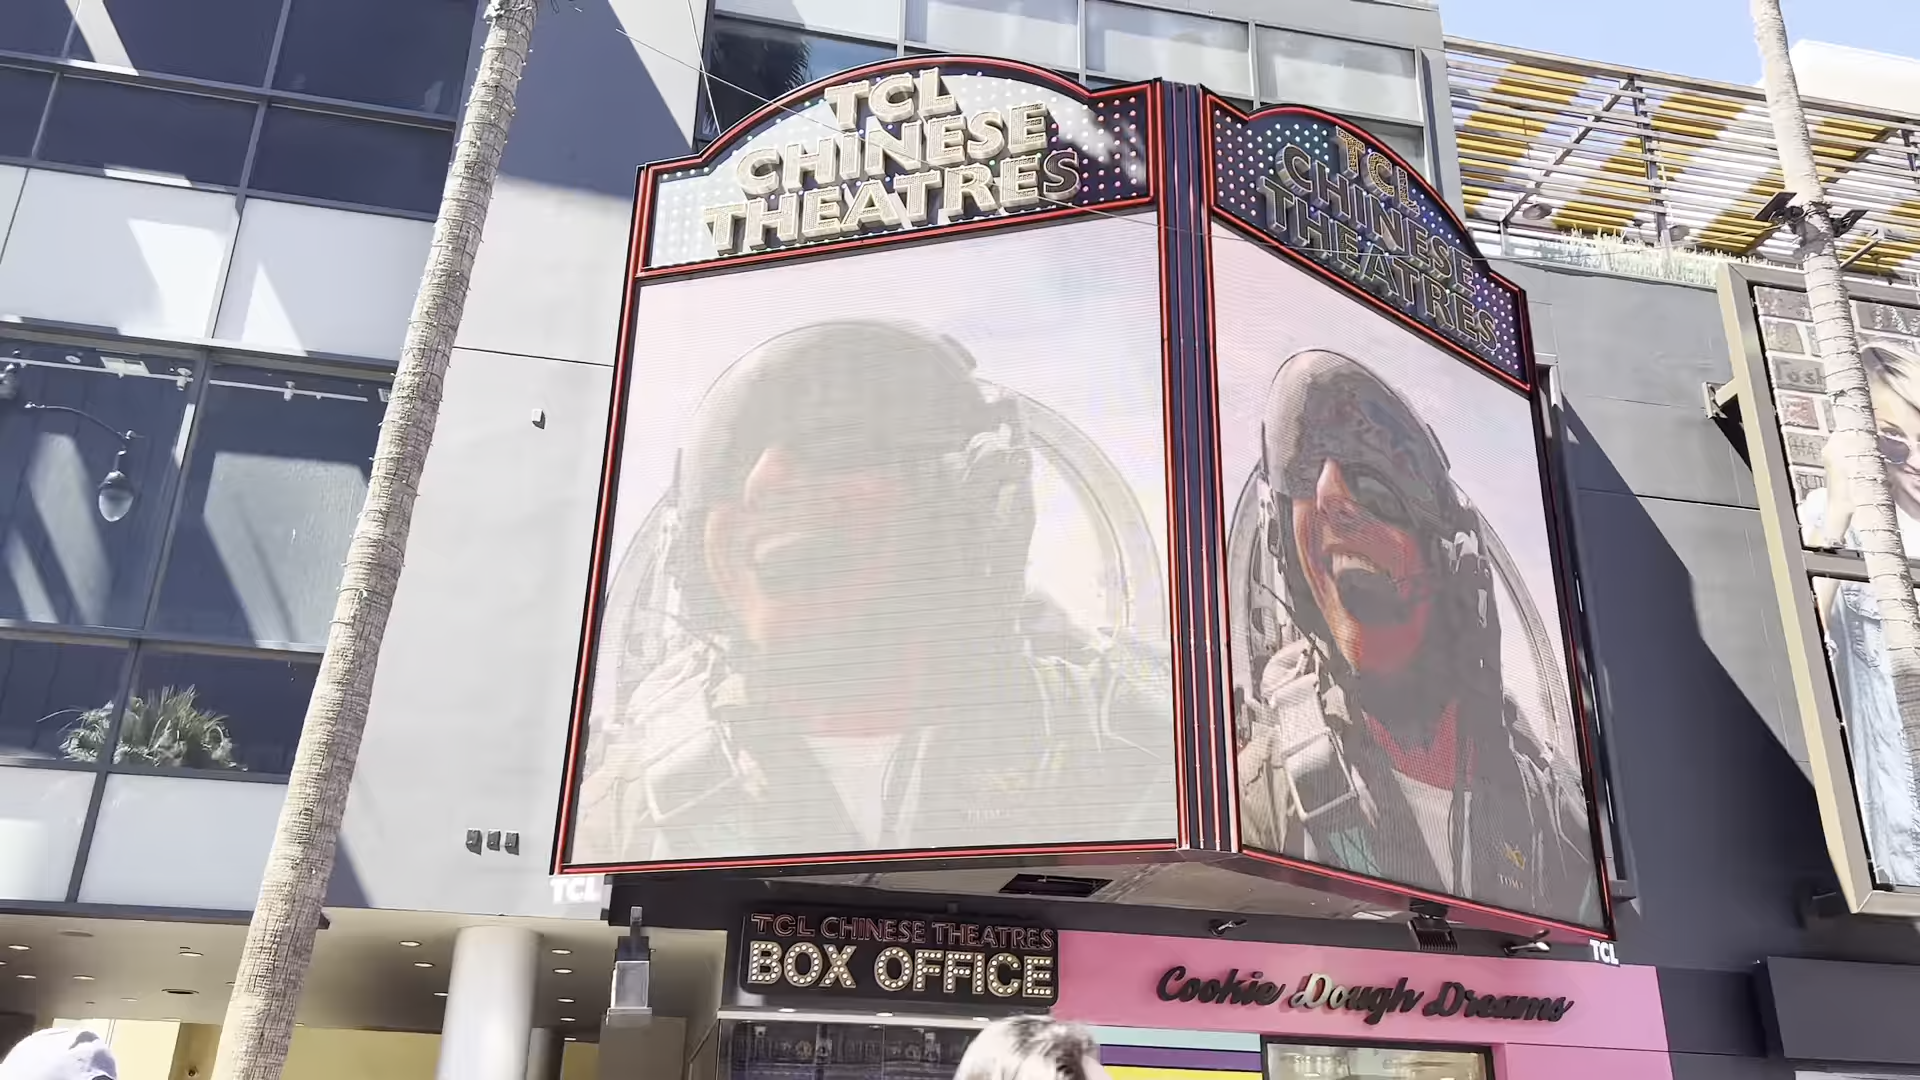 TCL
CHINESE
THEATRES
TCL
CHINESE
THEATRES
TCL
TCL CHINESE THEATRES
BOX OFFICE
Cookie Dough Dreams
TCL